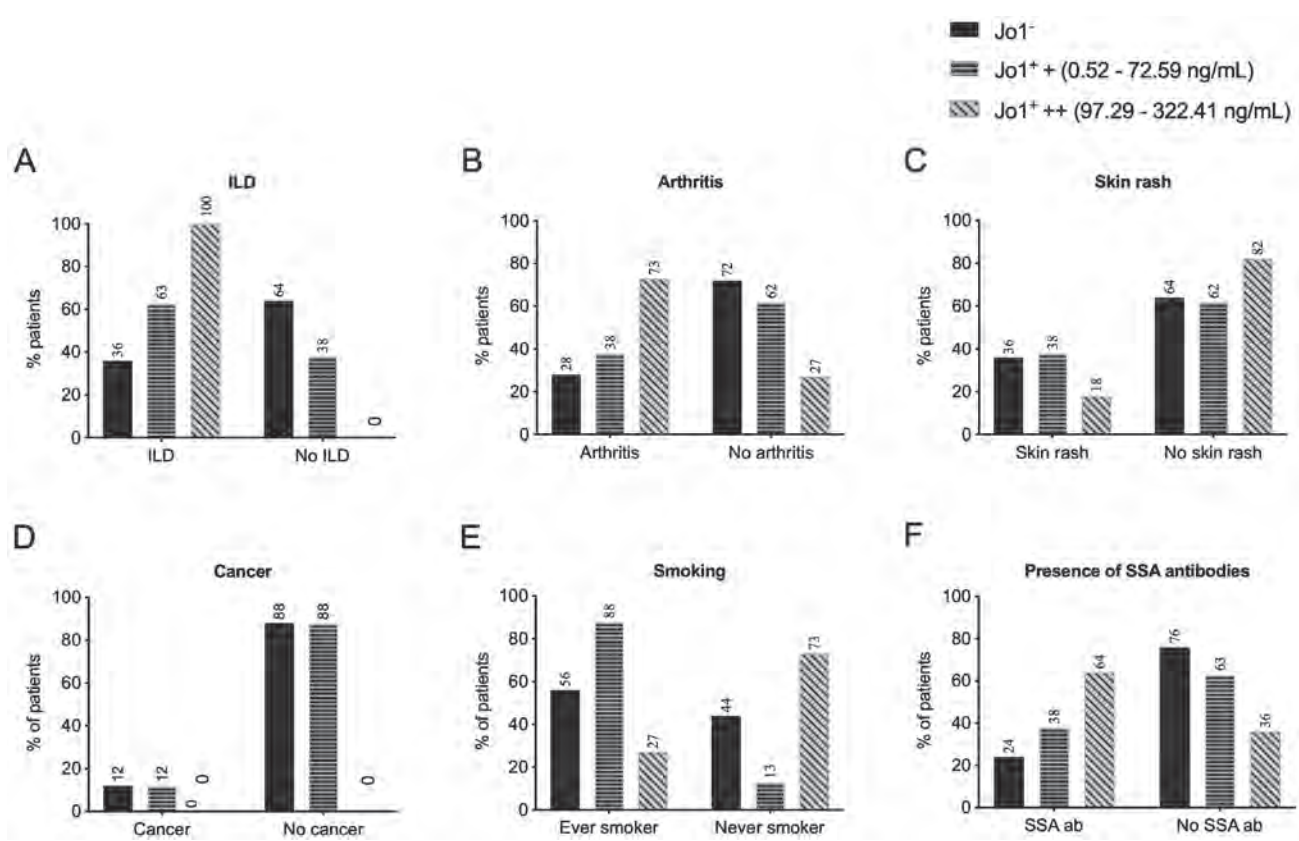 Jo1-
Jo1+ + (0.52 - 72.59 ng/mL)
Jo1+ ++ (97.29 - 322.41 ng/mL)
A
ILD
% patients
100
80
60
40
20
0
36
63
100
64
38
0
ILD
No ILD
B
Arthritis
% patients
100
80
60
40
20
0
28
38
73
72
62
27
Arthritis
No arthritis
C
Skin rash
% patients
100
80
60
40
20
0
36
38
18
64
62
82
Skin rash
No skin rash
D
Cancer
% of patients
100
80
60
40
20
0
12
12
0
0
88
88
0
Cancer
No cancer
E
Smoking
% of patients
100
80
60
40
20
0
56
88
27
44
13
73
Ever smoker
Never smoker
F
Presence of SSA antibodies
% of patients
100
80
60
40
20
0
24
38
64
76
63
36
SSA ab
No SSA ab